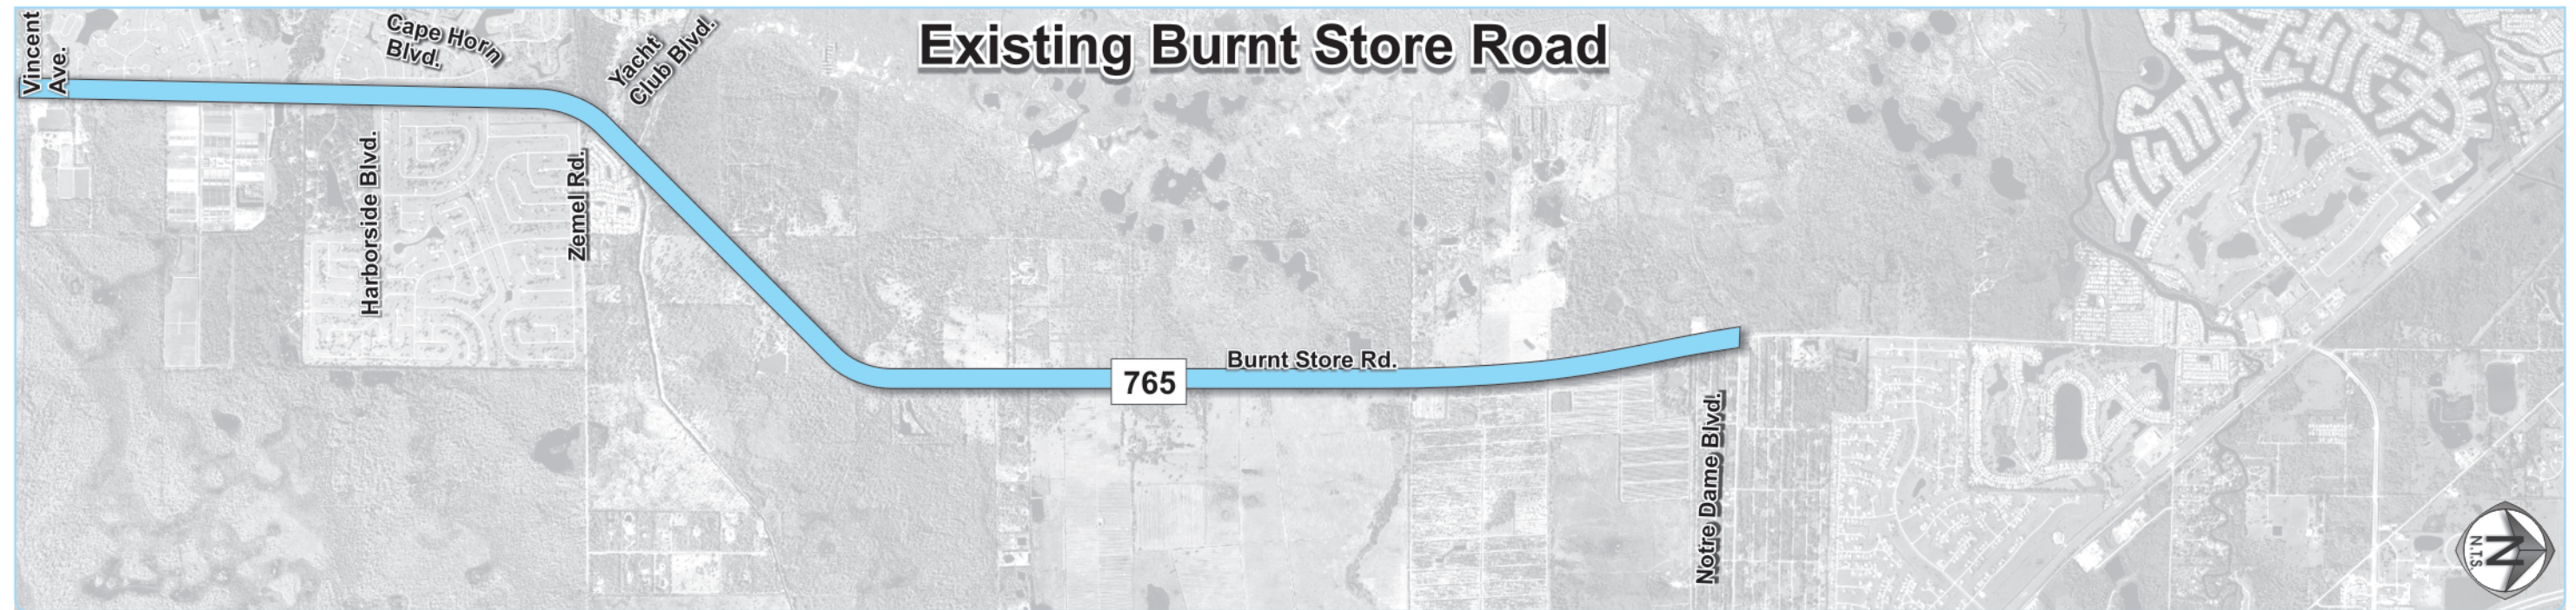 Existing Burnt Store Road
Vincent
Ave.
Cape Horn
Blvd.
Yacht
Club Blvd.
Harborside Blvd.
Zemel Rd.
765
Burnt Store Rd.
Notre Dame Blvd.
N
N.T.S.